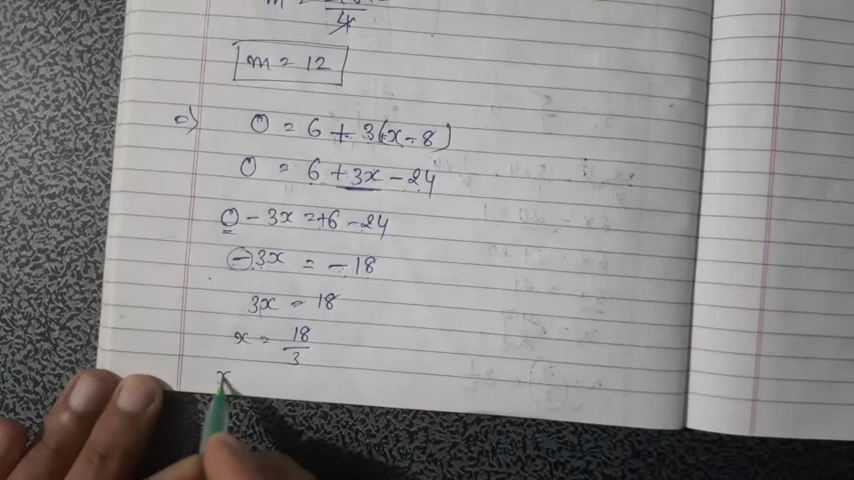 4
m = 12
c) 0 = 6 + 3(x - 8)
0 = 6 + 3x - 24
0 - 3x = +6 - 24
- 3x = - 18
3x = 18
x = 18/3
x